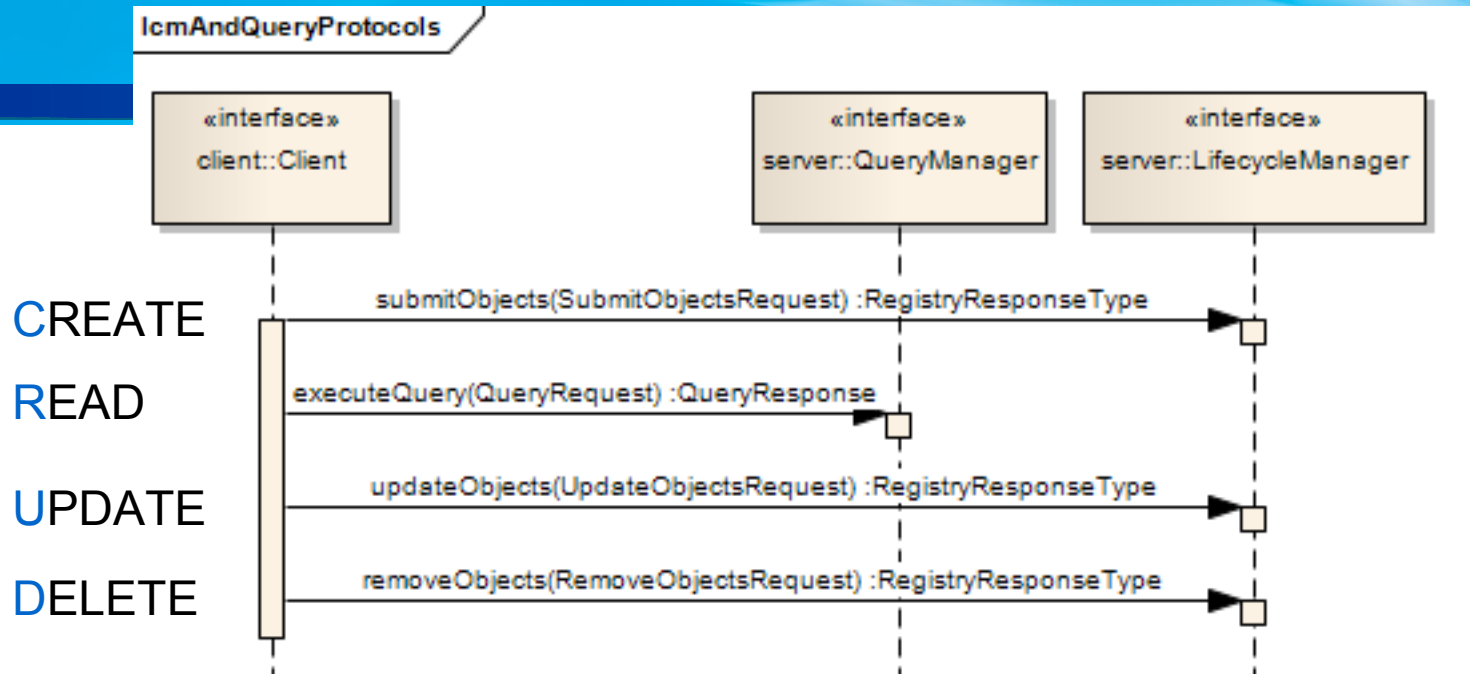 lcmAndQueryProtocols
«interface»
client::Client
«interface»
server::QueryManager
«interface»
server::LifecycleManager
CREATE
submitObjects(SubmitObjectsRequest) :RegistryResponseType
READ
executeQuery(QueryRequest) :QueryResponse
UPDATE
updateObjects(UpdateObjectsRequest) :RegistryResponseType
DELETE
removeObjects(RemoveObjectsRequest) :RegistryResponseType